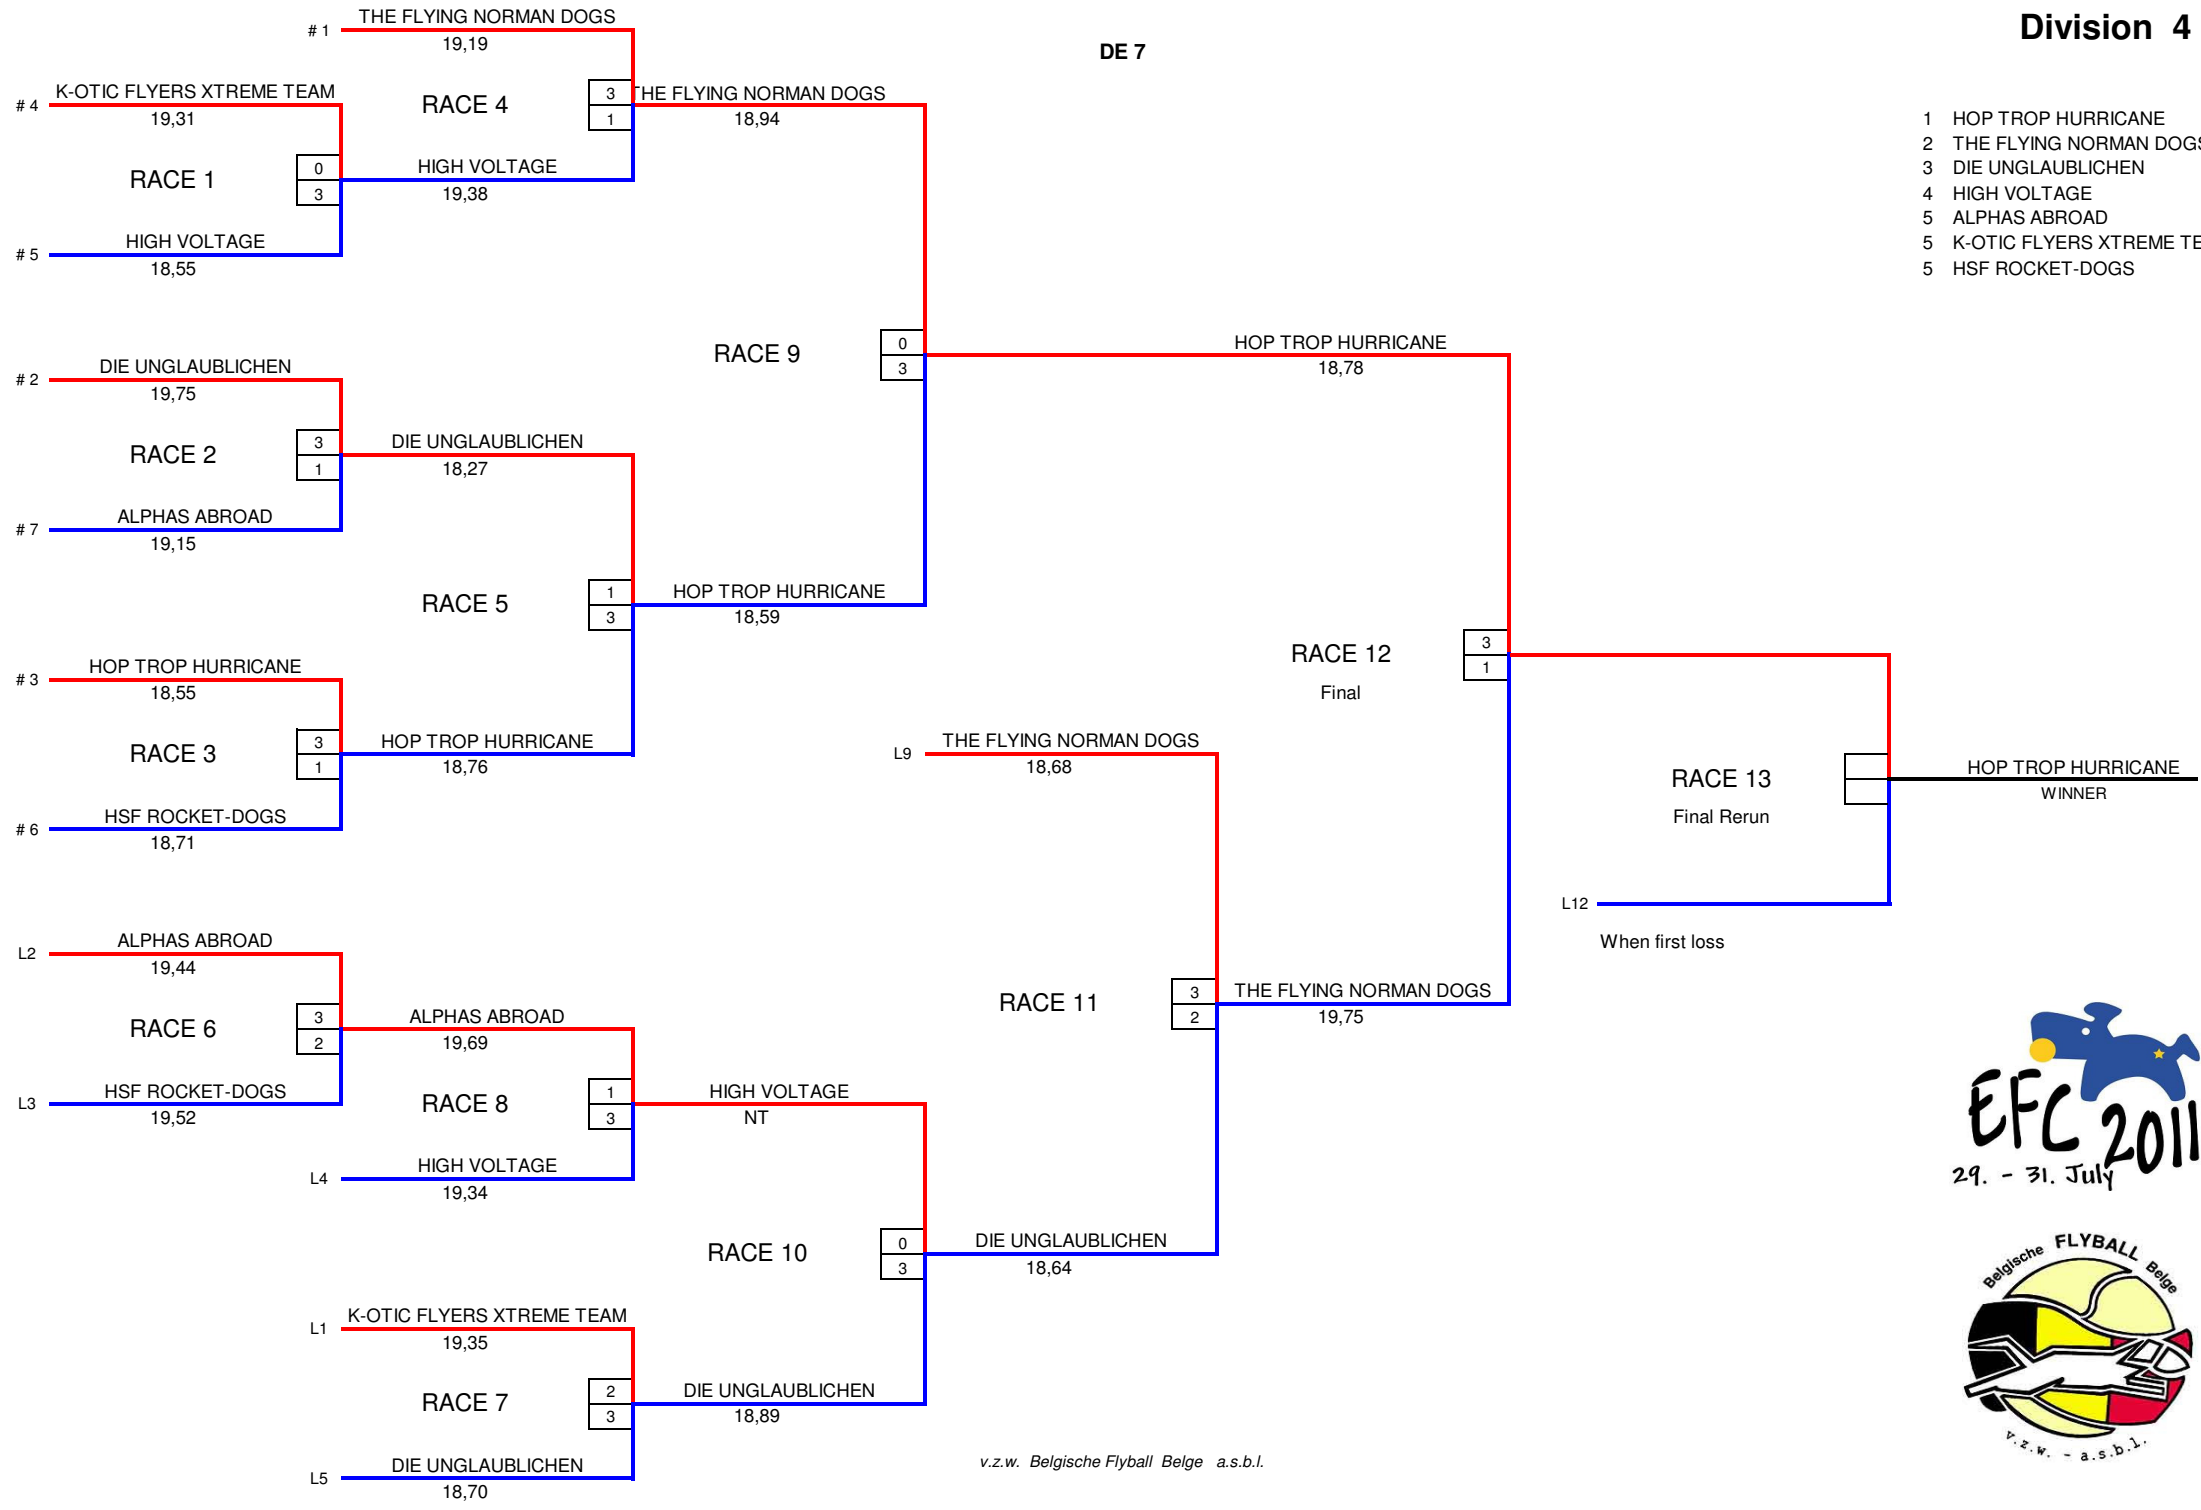 Division 4
DE 7
THE FLYING NORMAN DOGS
# 1
19,19
K-OTIC FLYERS XTREME TEAM
# 4
19,31
RACE 4
3
1
THE FLYING NORMAN DOGS
18,94
RACE 1
0
3
HIGH VOLTAGE
19,38
HIGH VOLTAGE
# 5
18,55
1 HOP TROP HURRICANE
2 THE FLYING NORMAN DOGS
3 DIE UNGLAUBLICHEN
4 HIGH VOLTAGE
5 ALPHAS ABROAD
5 K-OTIC FLYERS XTREME TE
5 HSF ROCKET-DOGS
RACE 9
0
3
HOP TROP HURRICANE
18,78
DIE UNGLAUBLICHEN
# 2
19,75
RACE 2
3
1
DIE UNGLAUBLICHEN
18,27
ALPHAS ABROAD
# 7
19,15
RACE 5
1
3
HOP TROP HURRICANE
18,59
HOP TROP HURRICANE
# 3
18,55
RACE 3
3
1
HOP TROP HURRICANE
18,76
HSF ROCKET-DOGS
# 6
18,71
RACE 12
Final
3
1
L9
THE FLYING NORMAN DOGS
18,68
RACE 13
Final Rerun
HOP TROP HURRICANE
WINNER
L12
When first loss
ALPHAS ABROAD
L2
19,44
RACE 6
3
2
ALPHAS ABROAD
19,69
HSF ROCKET-DOGS
L3
19,52
RACE 8
1
3
HIGH VOLTAGE
NT
HIGH VOLTAGE
L4
19,34
RACE 11
3
2
THE FLYING NORMAN DOGS
19,75
RACE 10
0
3
DIE UNGLAUBLICHEN
18,64
K-OTIC FLYERS XTREME TEAM
L1
19,35
RACE 7
2
3
DIE UNGLAUBLICHEN
18,89
DIE UNGLAUBLICHEN
L5
18,70
v.z.w. Belgische Flyball Belge a.s.b.l.
EFC 2011
29. - 31. July
Belgische FLYBALL Belge
v.z.w. - a.s.b.l.